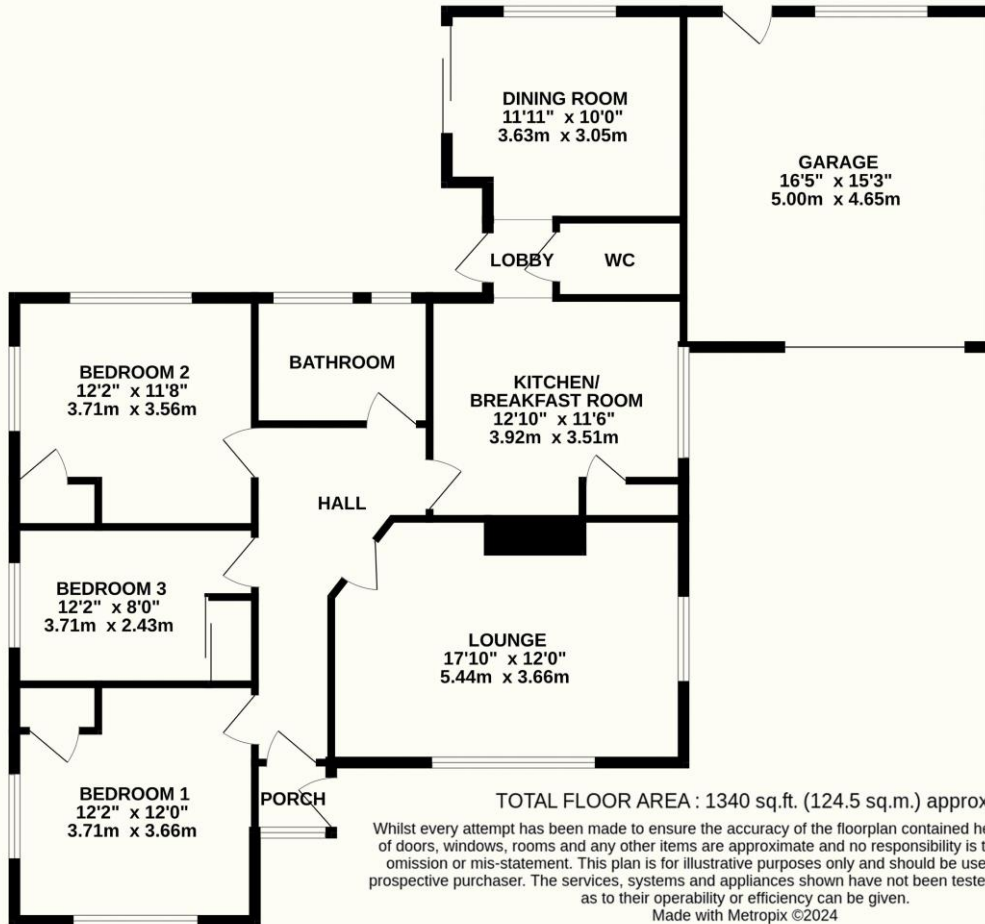 DINING ROOM
11'11" x 10'0"
3.63m x 3.05m
GARAGE
16'5" x 15'3"
5.00m x 4.65m
LOBBY
WC
BEDROOM 2
12'2" x 11'8"
3.71m x 3.56m
BATHROOM
KITCHEN/
BREAKFAST ROOM
12'10" x 11'6"
3.92m x 3.51m
HALL
BEDROOM 3
12'2" x 8'0"
3.71m x 2.43m
LOUNGE
17'10" x 12'0"
5.44m x 3.66m
BEDROOM 1
12'2" x 12'0"
3.71m x 3.66m
PORCH
TOTAL FLOOR AREA : 1340 sq.ft. (124.5 sq.m.) approx
Whilst every attempt has been made to ensure the accuracy of the floorplan contained
of doors, windows, rooms and any other items are approximate and no responsibility is
omission or mis-statement. This plan is for illustrative purposes only and should be
prospective purchaser. The services, systems and appliances shown have not been
as to their operability or efficiency can be given.
Made with Metropix ©2024